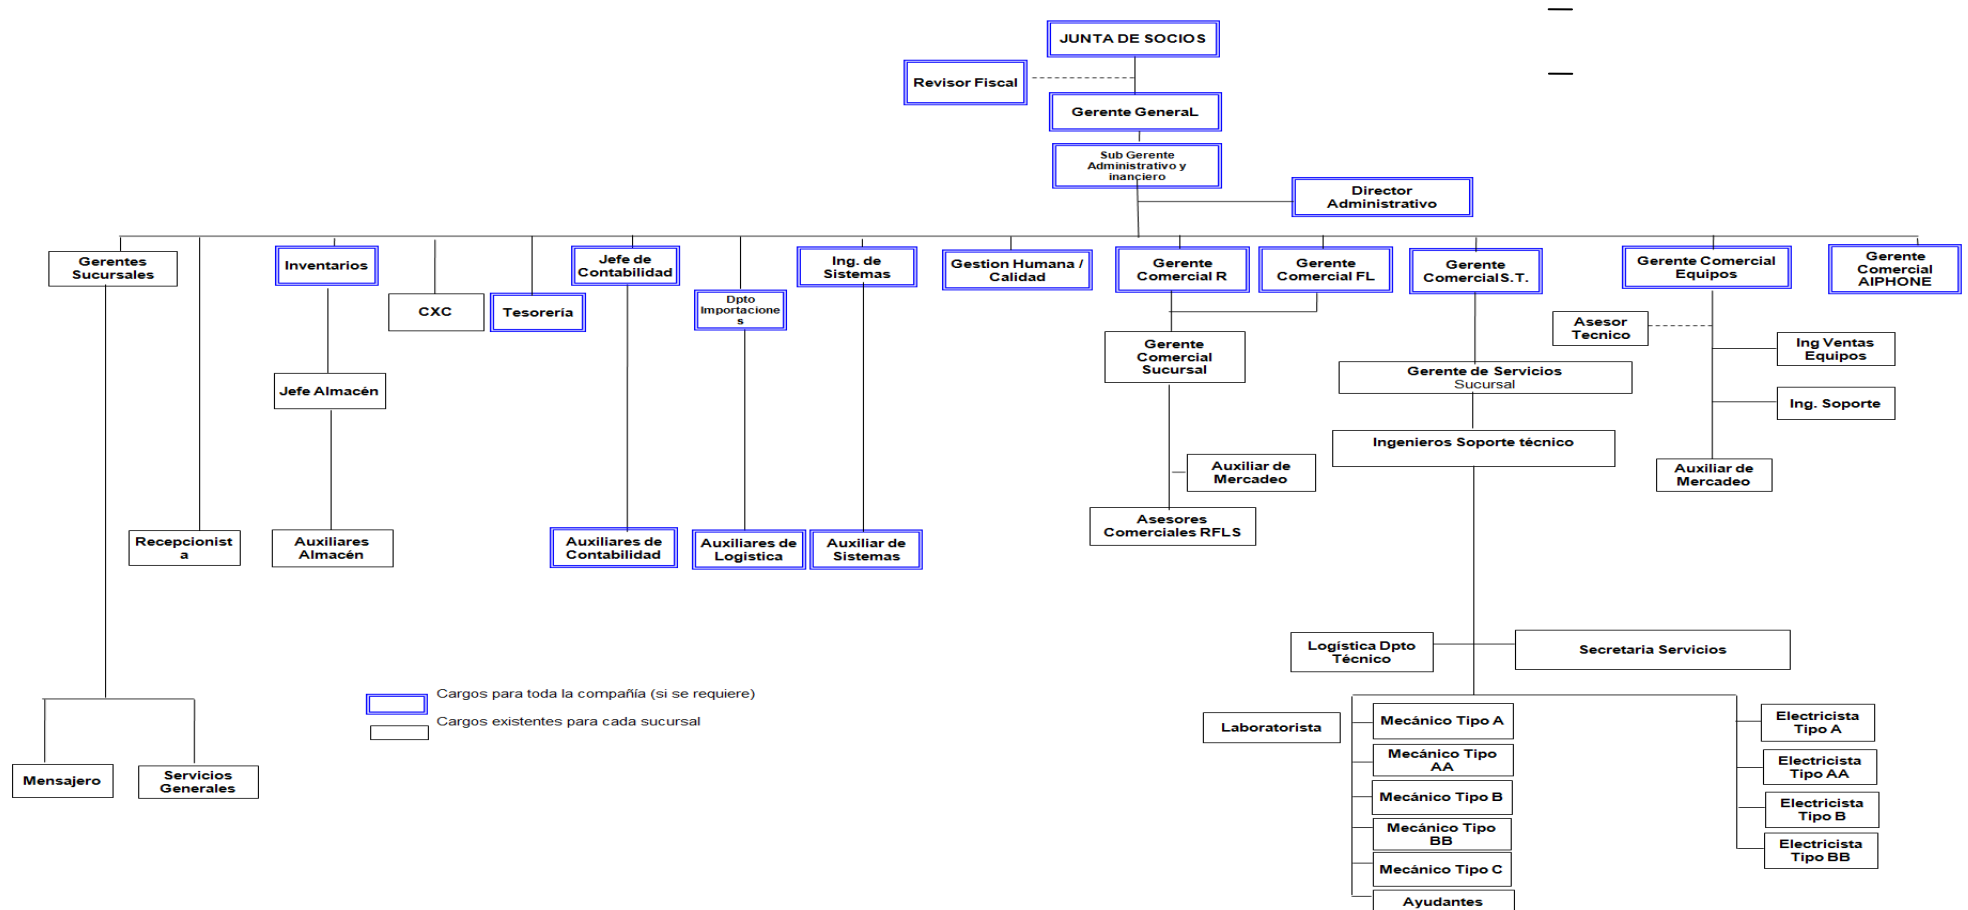 JUNTA DE SOCIOS
Revisor Fiscal
Gerente GeneraL
Sub Gerente
Administrativo y
inanciero
Director
Administrativo
Gerentes
Sucursales
Inventarios
Jefe de
Contabilidad
Ing. de
Sistemas
Gestion Humana /
Calidad
Gerente
Comercial R
Gerente
Comercial FL
Gerente
Comercial S.T.
Gerente Comercial
Equipos
Gerente
Comercial
AIPHONE
CXC
Tesorería
Dpto
Importacione
s
Asesor
Tecnico
Ing Ventas
Equipos
Gerente
Comercial
Sucursal
Gerente de Servicios
Sucursal
Jefe Almacén
Ing. Soporte
Ingenieros Soporte técnico
Auxiliar de
Mercadeo
Auxiliar de
Mercadeo
Asesores
Comerciales RFLS
Recepcionist
a
Auxiliares
Almacén
Auxiliares de
Contabilidad
Auxiliares de
Logistica
Auxiliar de
Sistemas
Logística Dpto
Técnico
Secretaria Servicios
Cargos para toda la compañía (si se requiere)
Cargos existentes para cada sucursal
Laboratorista
Mecánico Tipo A
Electricista
Tipo A
Mecánico Tipo
AA
Electricista
Tipo AA
Mensajero
Servicios
Generales
Mecánico Tipo B
Electricista
Tipo B
Mecánico Tipo
BB
Electricista
Tipo BB
Mecánico Tipo C
Ayudantes